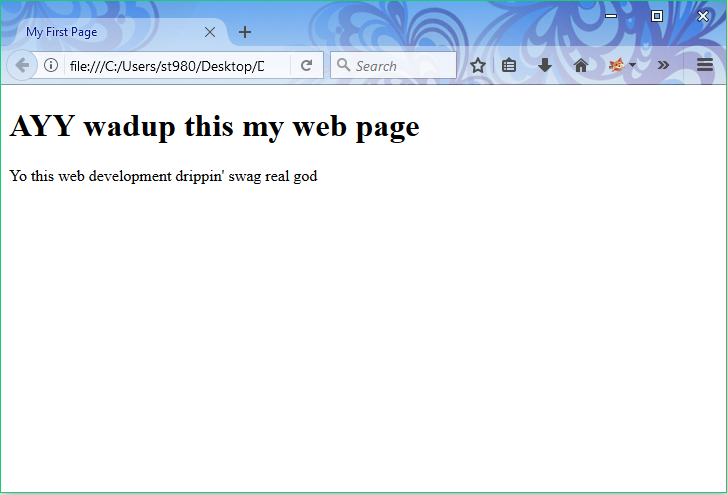 My First Page
file:///C:/Users/st980/Desktop/D
Search
AYY wadup this my web page
Yo this web development drippin' swag real god